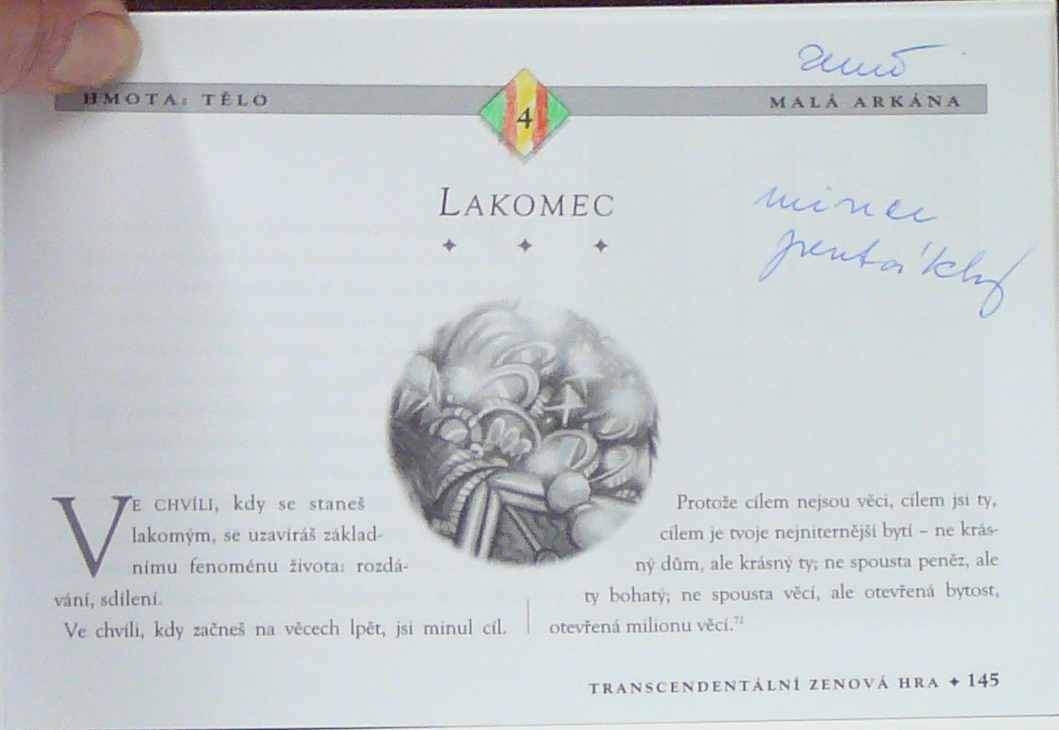 země
HMOTA: TĚLO
4
MALÁ ARKÁNA
LAKOMEC
mince
pentákly
VE CHVÍLI, kdy se staneš
lakomým, se uzavíráš základ-
nímu fenoménu života: rozdá-
vání, sdílení.
Ve chvíli, kdy začneš na věcech lpět, jsi minul cíl.
Protože cílem nejsou věci, cílem jsi ty,
cílem je tvoje nejniternější bytí – ne krás-
ný dům, ale krásný ty; ne spousta peněz, ale
ty bohatý; ne spousta věcí, ale otevřená bytost,
otevřená milionu věcí.71
TRANSCENDENTÁLNÍ ZENOVÁ HRA ✦ 145